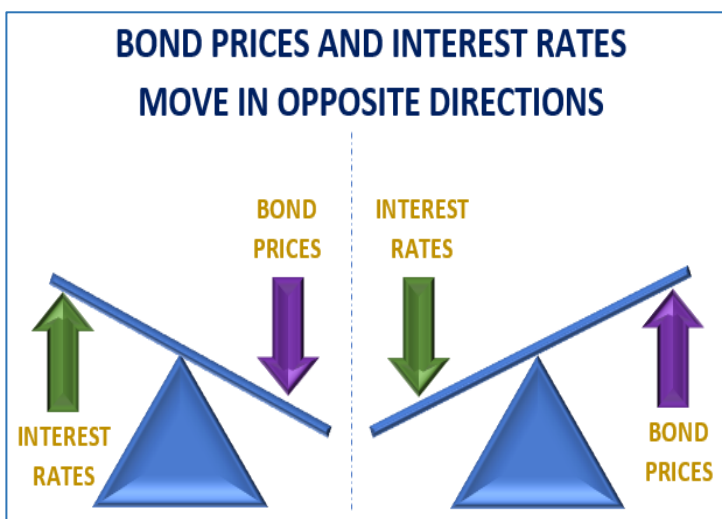 BOND PRICES AND INTEREST RATES
MOVE IN OPPOSITE DIRECTIONS
BOND
PRICES
INTEREST
RATES
INTEREST
RATES
BOND
PRICES